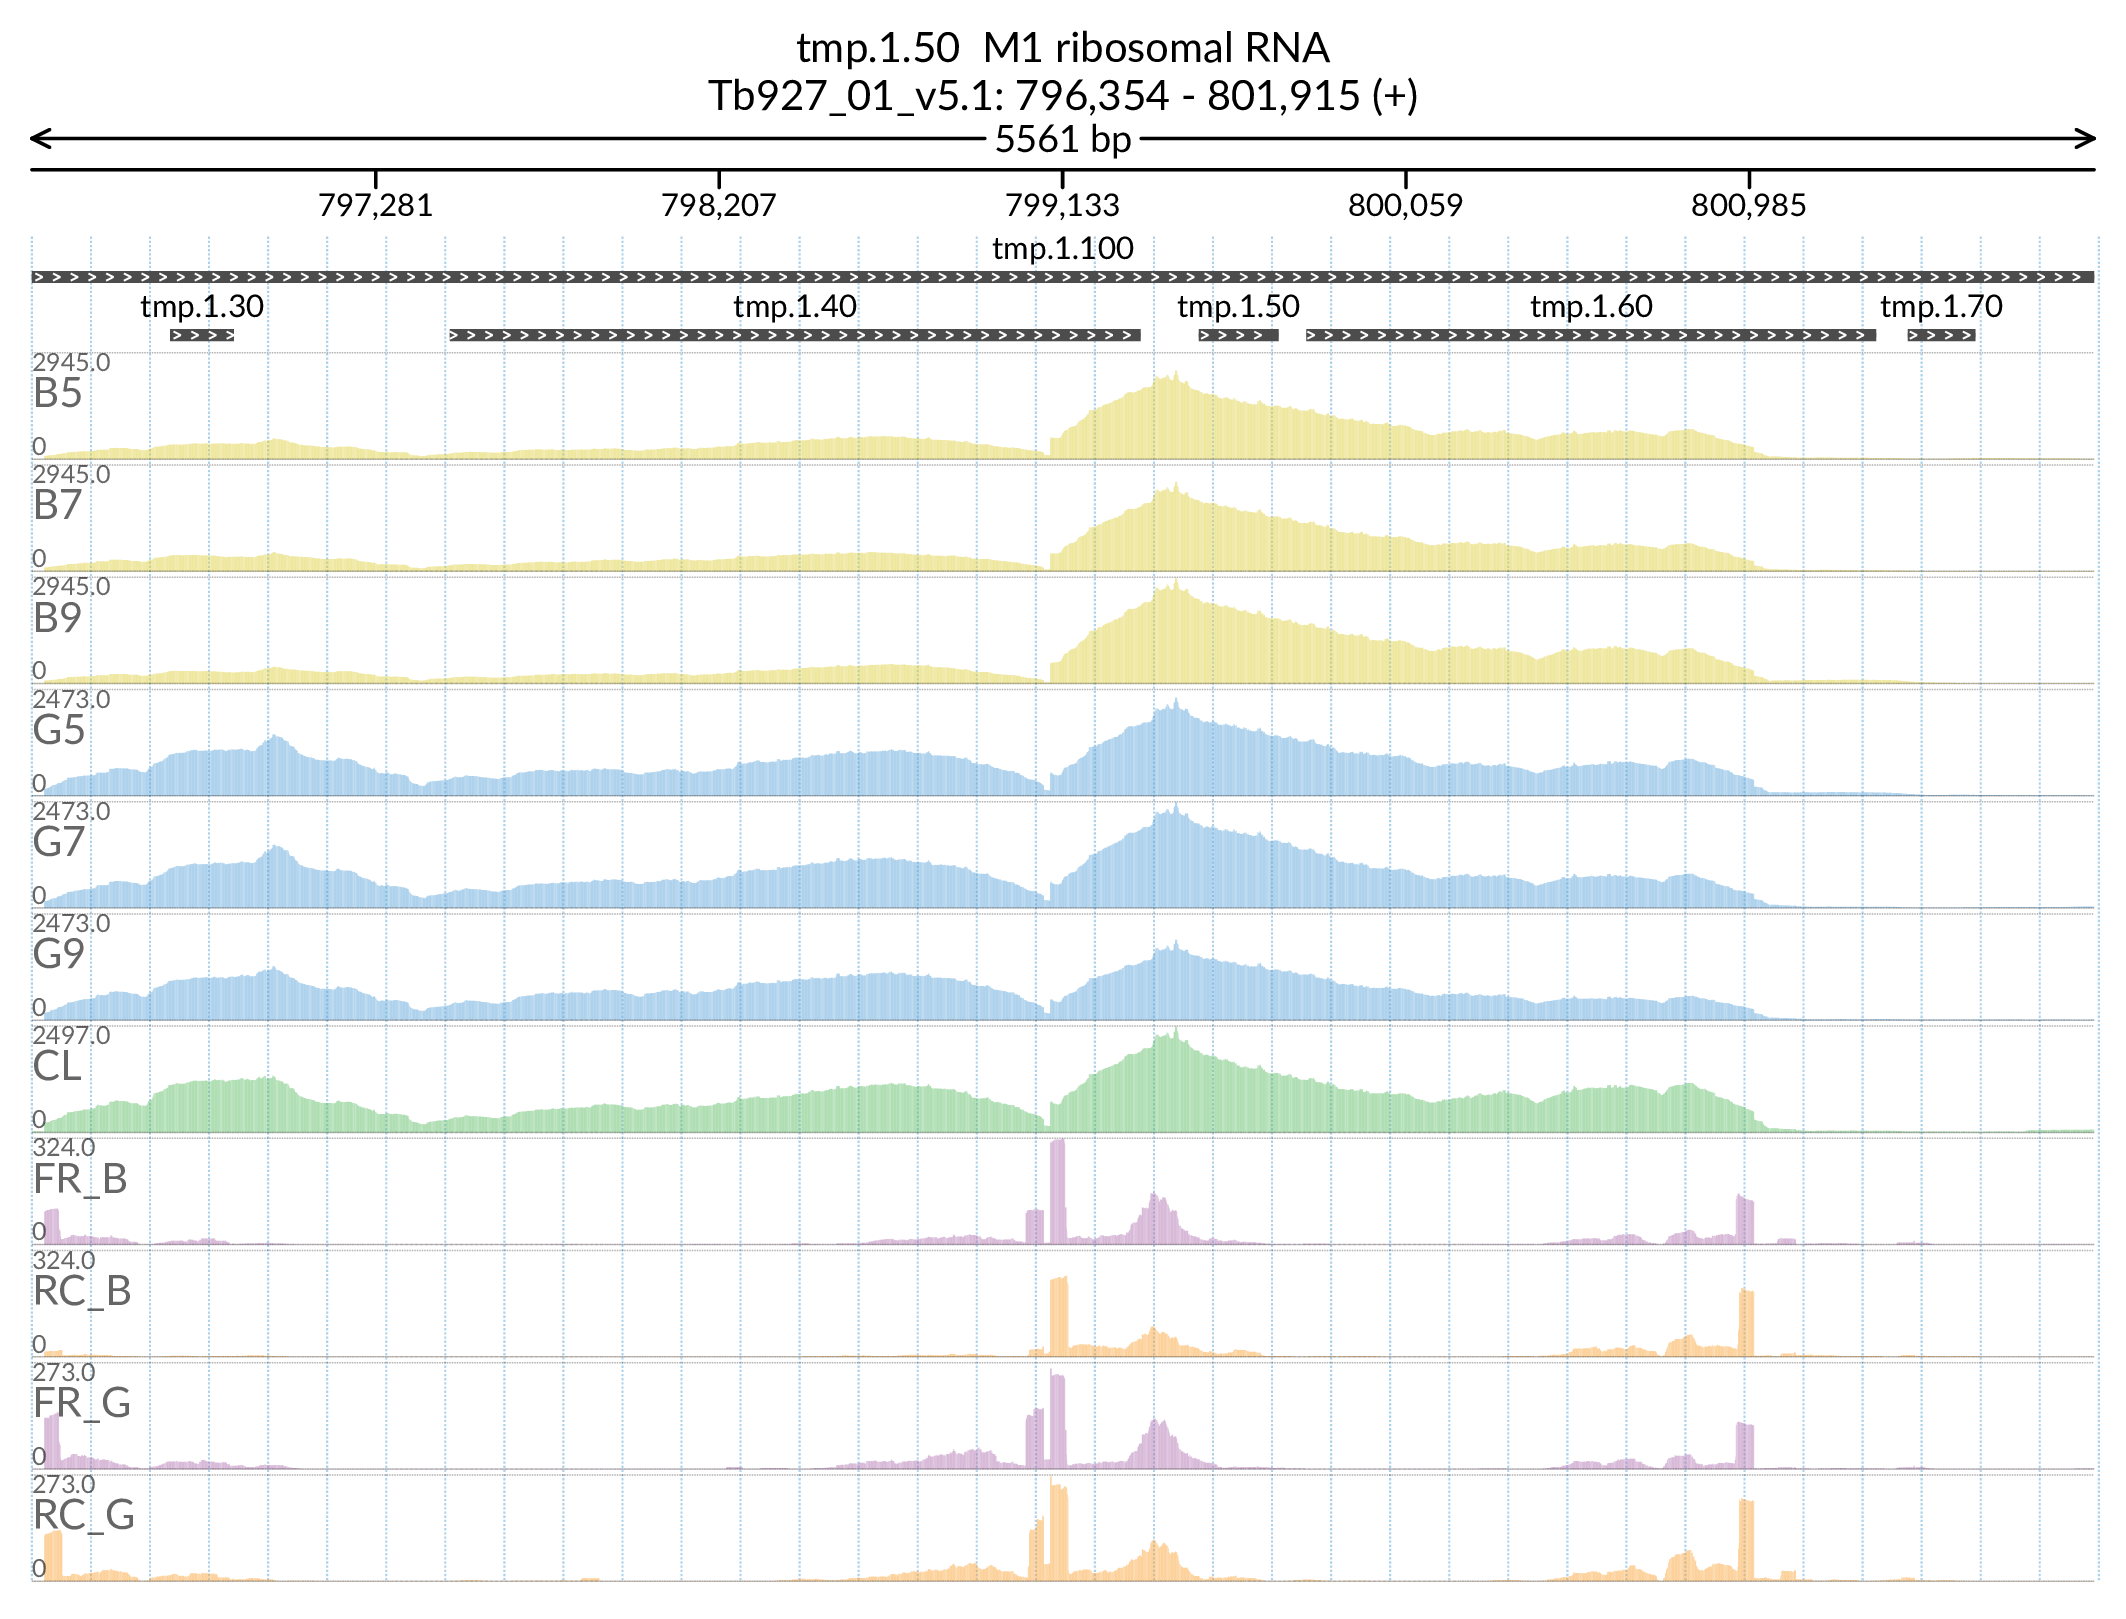 tmp.1.50 M1 ribosomal RNA
Tb927_01_v5.1: 796,354 - 801,915 (+)
5561 bp
797,281 798,207 799,133 800,059 800,985
tmp.1.100
tmp.1.30 tmp.1.40 tmp.1.50 tmp.1.60 tmp.1.70
2945.0
B5
0
2945.0
B7
0
2945.0
B9
0
2473.0
G5
0
2473.0
G7
0
2473.0
G9
0
2497.0
CL
0
324.0
FR_B
0
324.0
RC_B
0
273.0
FR_G
0
273.0
RC_G
0